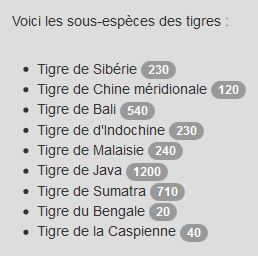 Voici les sous-espèces des tigres :
Tigre de Sibérie 230
Tigre de Chine méridionale 120
Tigre de Bali 540
Tigre de d'Indochine 230
Tigre de Malaisie 240
Tigre de Java 1200
Tigre de Sumatra 710
Tigre du Bengale 20
Tigre de la Caspienne 40